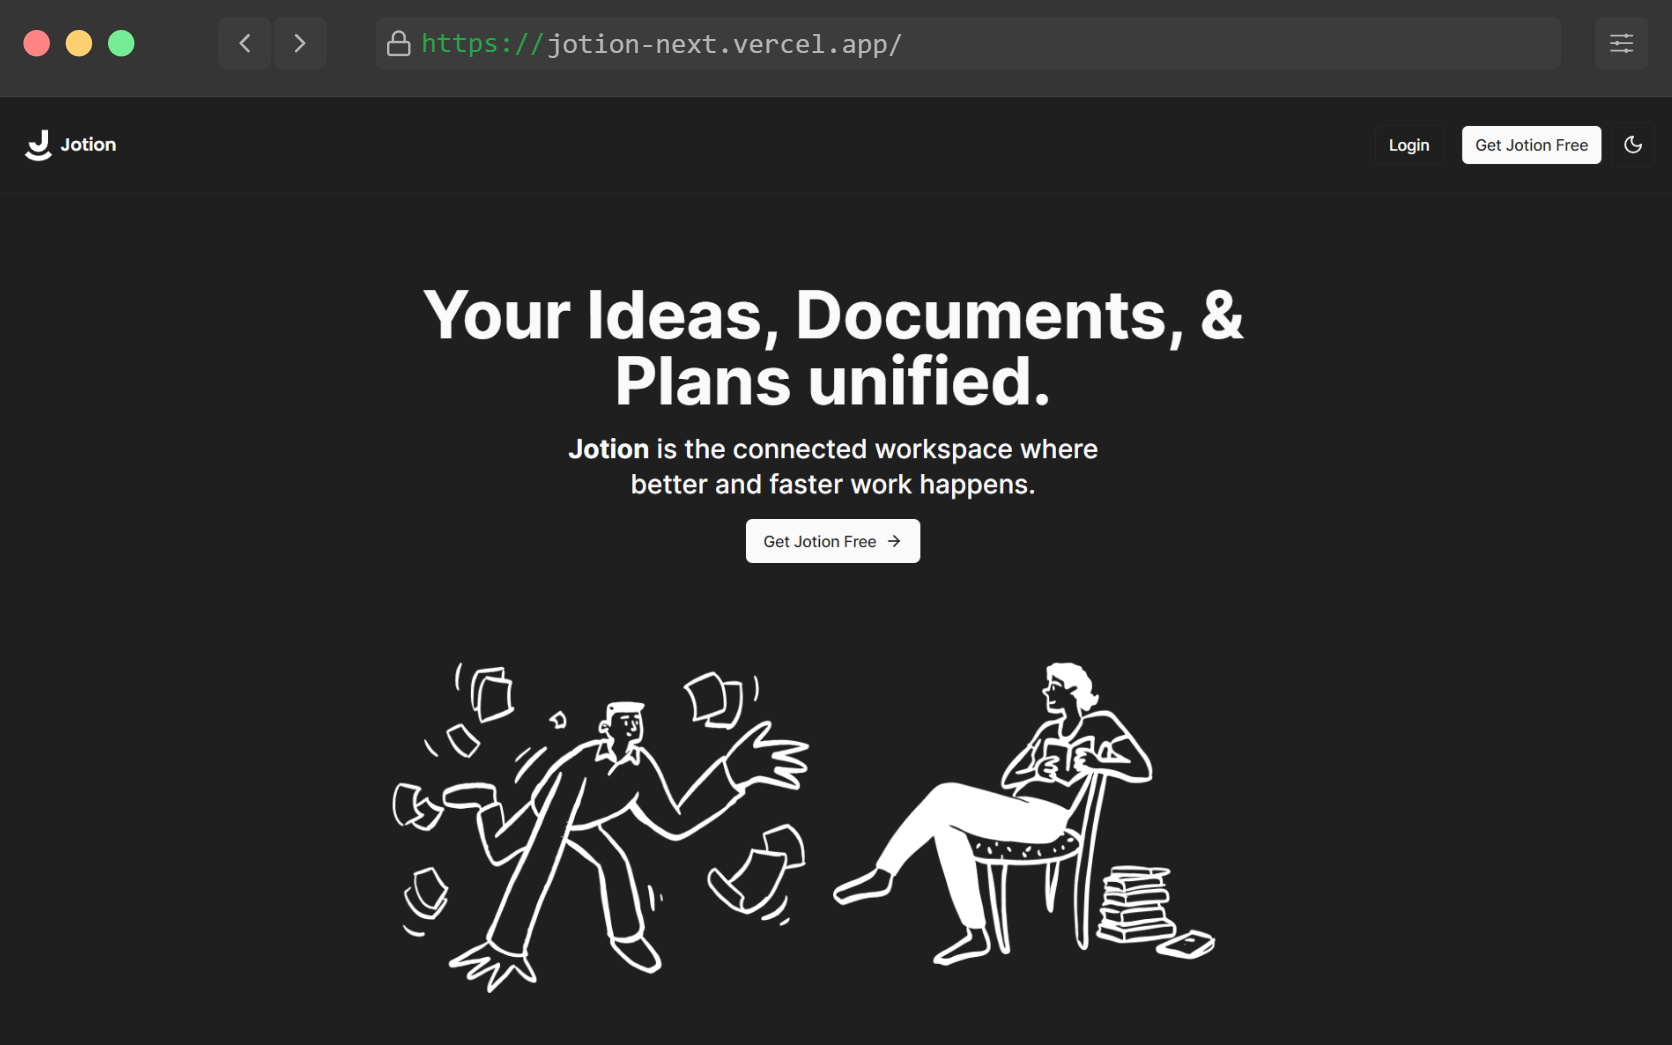 https://jotion-next.vercel.app/
Jotion
Login
Get Jotion Free
Your Ideas, Documents, &
Plans unified.
Jotion is the connected workspace where
better and faster work happens.
Get Jotion Free